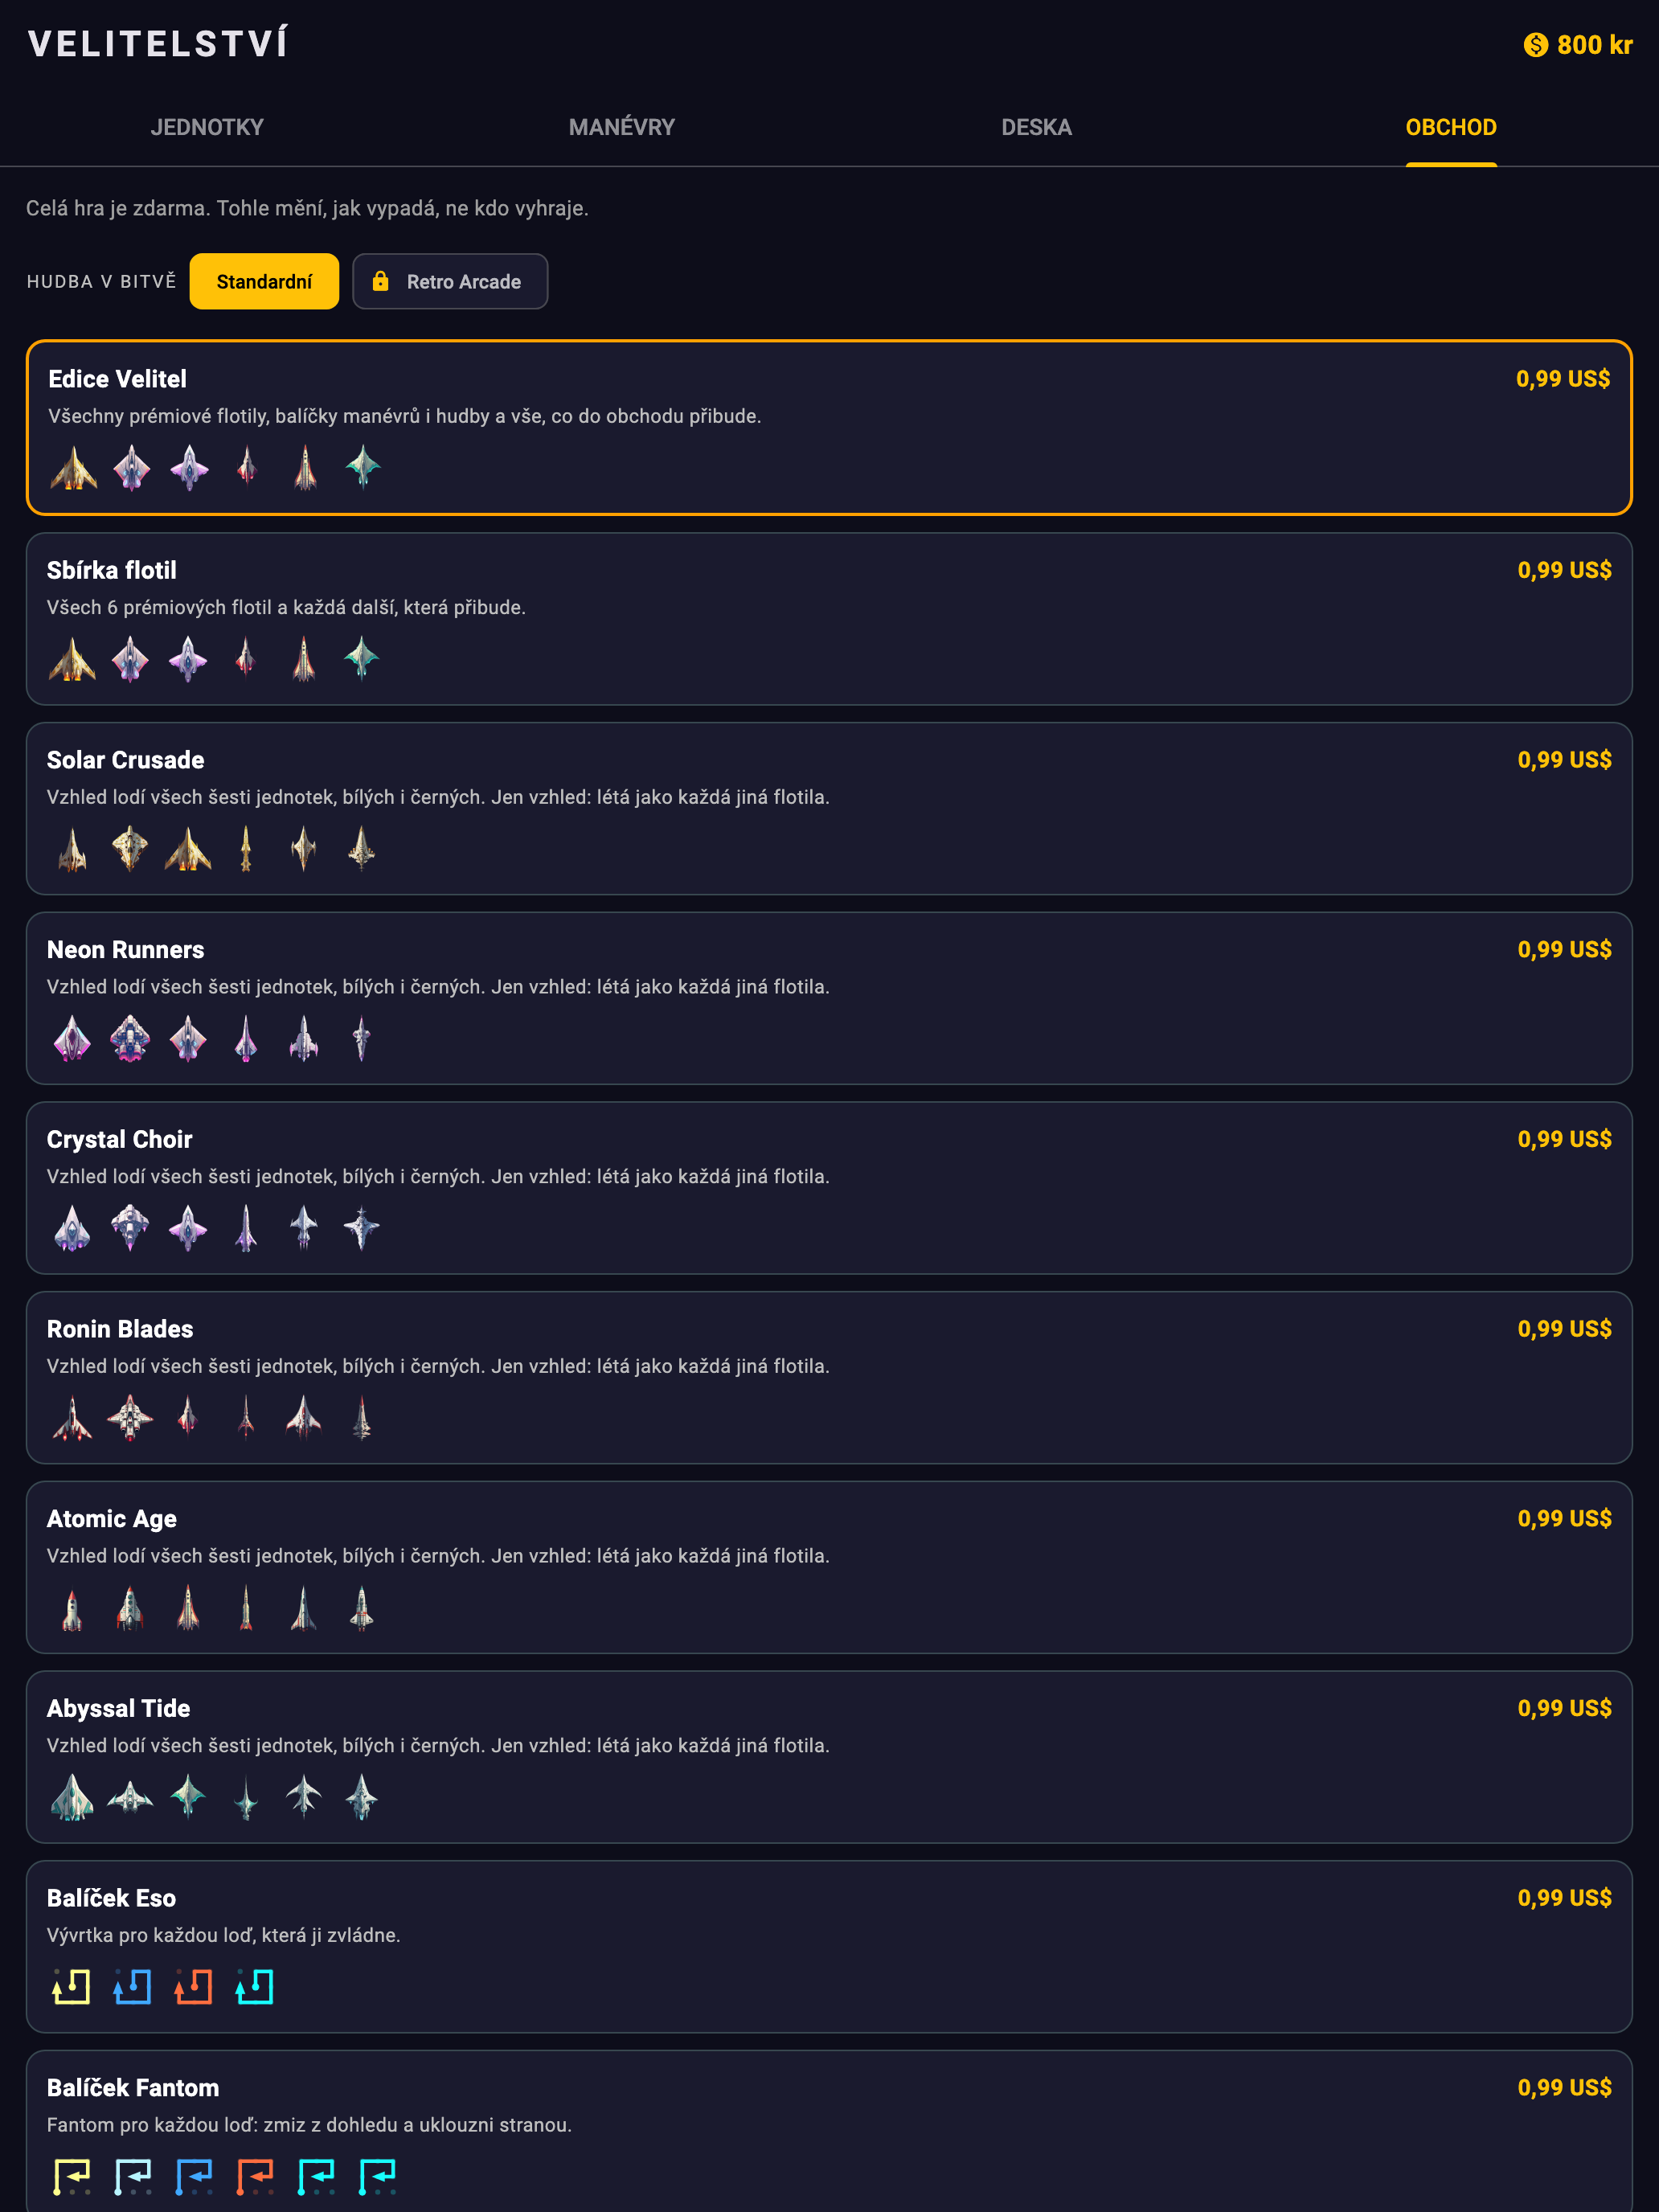 VELITELSTVÍ
800 kr
JEDNOTKY
MANÉVRY
DESKA
OBCHOD
Celá hra je zdarma. Tohle mění, jak vypadá, ne kdo vyhraje.
HUDBA V BITVĚ
Standardní
Retro Arcade
Edice Velitel
0,99 US$
Všechny prémiové flotily, balíčky manévrů i hudby a vše, co do obchodu přibude.
Sbírka flotil
0,99 US$
Všech 6 prémiových flotil a každá další, která přibude.
Solar Crusade
0,99 US$
Vzhled lodí všech šesti jednotek, bílých i černých. Jen vzhled: létá jako každá jiná flotila.
Neon Runners
0,99 US$
Vzhled lodí všech šesti jednotek, bílých i černých. Jen vzhled: létá jako každá jiná flotila.
Crystal Choir
0,99 US$
Vzhled lodí všech šesti jednotek, bílých i černých. Jen vzhled: létá jako každá jiná flotila.
Ronin Blades
0,99 US$
Vzhled lodí všech šesti jednotek, bílých i černých. Jen vzhled: létá jako každá jiná flotila.
Atomic Age
0,99 US$
Vzhled lodí všech šesti jednotek, bílých i černých. Jen vzhled: létá jako každá jiná flotila.
Abyssal Tide
0,99 US$
Vzhled lodí všech šesti jednotek, bílých i černých. Jen vzhled: létá jako každá jiná flotila.
Balíček Eso
0,99 US$
Vývrtka pro každou loď, která ji zvládne.
Balíček Fantom
0,99 US$
Fantom pro každou loď: zmiz z dohledu a uklouzni stranou.